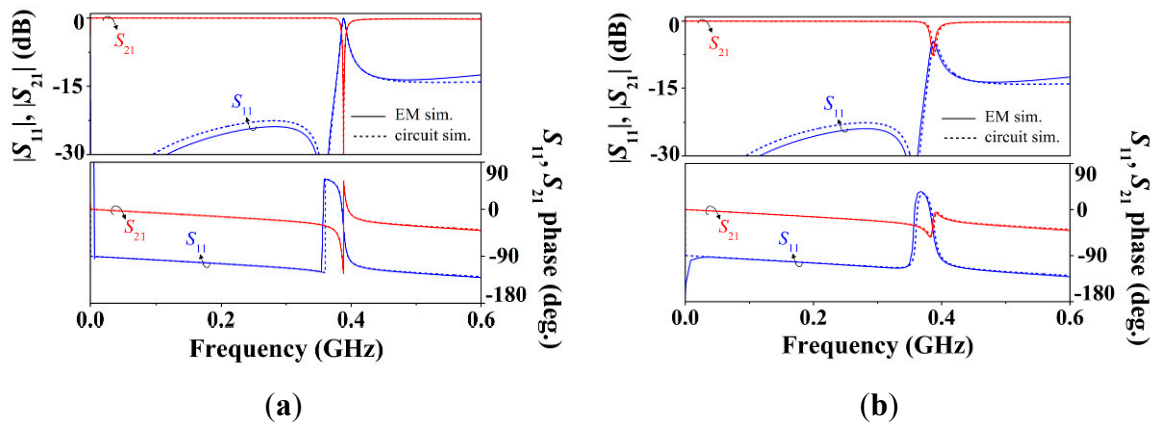 |S11|, |S21| (dB)
0
-15
-30
S21
S11
EM sim.
circuit sim.
S21
S11
90
0
-90
-180
S11, S21 phase (deg.)
0.0 0.2 0.4 0.6
Frequency (GHz)
(a)
|S11|, |S21| (dB)
0
-15
-30
S21
S11
EM sim.
circuit sim.
S21
S11
90
0
-90
-180
S11, S21 phase (deg.)
0.0 0.2 0.4 0.6
Frequency (GHz)
(b)